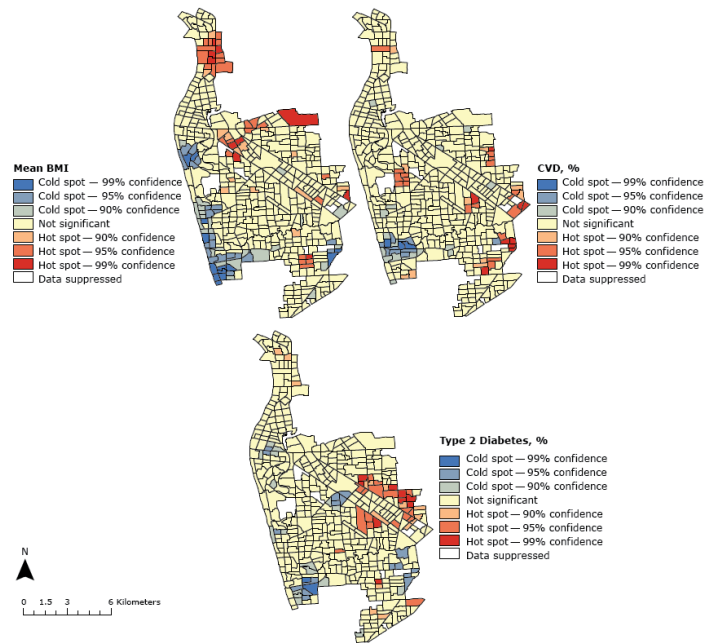 Mean BMI
Cold spot — 99% confidence
Cold spot — 95% confidence
Cold spot — 90% confidence
Not significant
Hot spot — 90% confidence
Hot spot — 95% confidence
Hot spot — 99% confidence
Data suppressed
CVD, %
Cold spot — 99% confidence
Cold spot — 95% confidence
Cold spot — 90% confidence
Not significant
Hot spot — 90% confidence
Hot spot — 95% confidence
Hot spot — 99% confidence
Data suppressed
Type 2 Diabetes, %
Cold spot — 99% confidence
Cold spot — 95% confidence
Cold spot — 90% confidence
Not significant
Hot spot — 90% confidence
Hot spot — 95% confidence
Hot spot — 99% confidence
Data suppressed
N
0 1.5 3 6 Kilometers